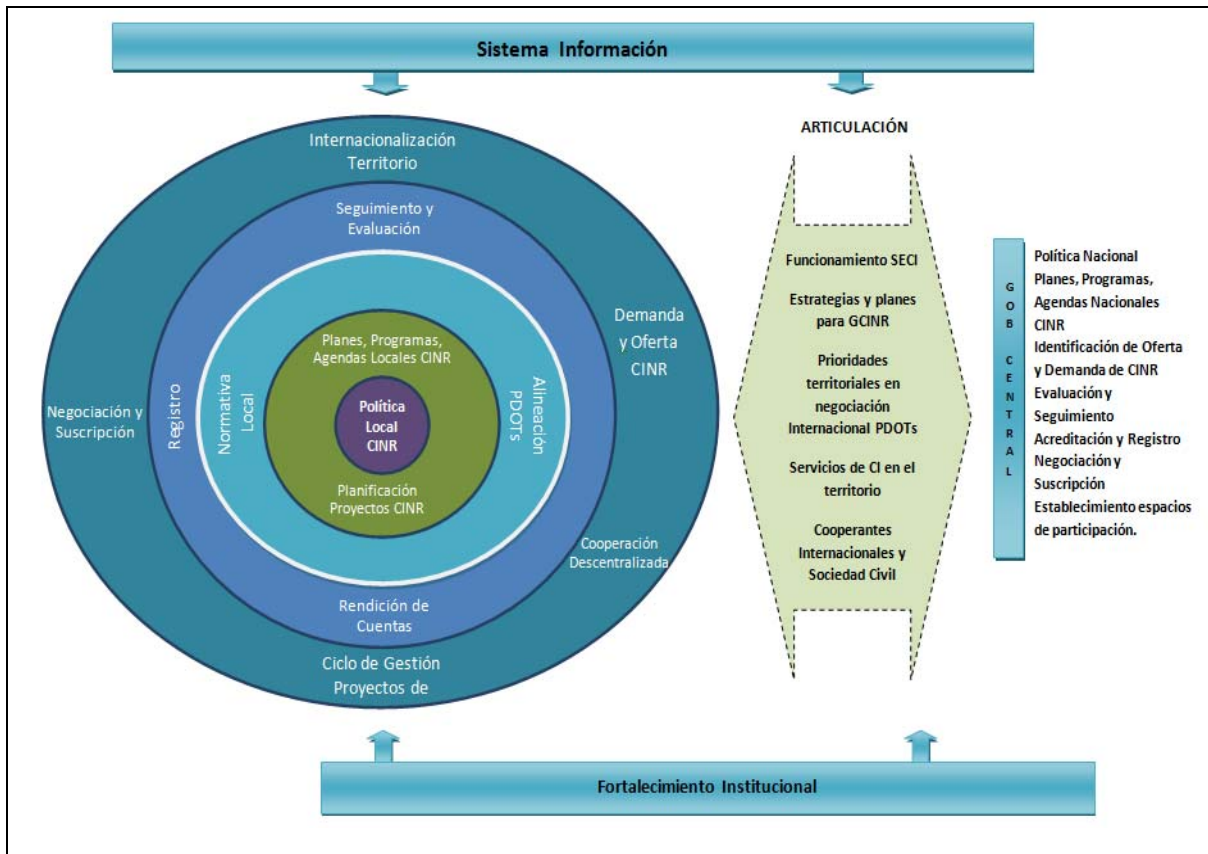 Sistema Información
Internacionalización
Territorio
Seguimiento y
Evaluación
Planes, Programas,
Agendas Locales CINR
Política
Local
CINR
Planificación
Proyectos CINR
Normativa
Local
Alineación
PDOTs
Registro
Negociación y
Suscripción
Demanda
y Oferta
CINR
Cooperación
Descentralizada
Rendición de
Cuentas
Ciclo de Gestión
Proyectos de
ARTICULACIÓN
Funcionamiento SECI
Estrategias y planes
para GCINR
Prioridades
territoriales en
negociación
Internacional PDOTs
Servicios de CI en el
territorio
Cooperantes
Internacionales y
Sociedad Civil
GOB CENTRAL
Política Nacional
Planes, Programas,
Agendas Nacionales
CINR
Identificación de Oferta
y Demanda de CINR
Evaluación y
Seguimiento
Acreditación y Registro
Negociación y
Suscripción
Establecimiento espacios
de participación.
Fortalecimiento Institucional